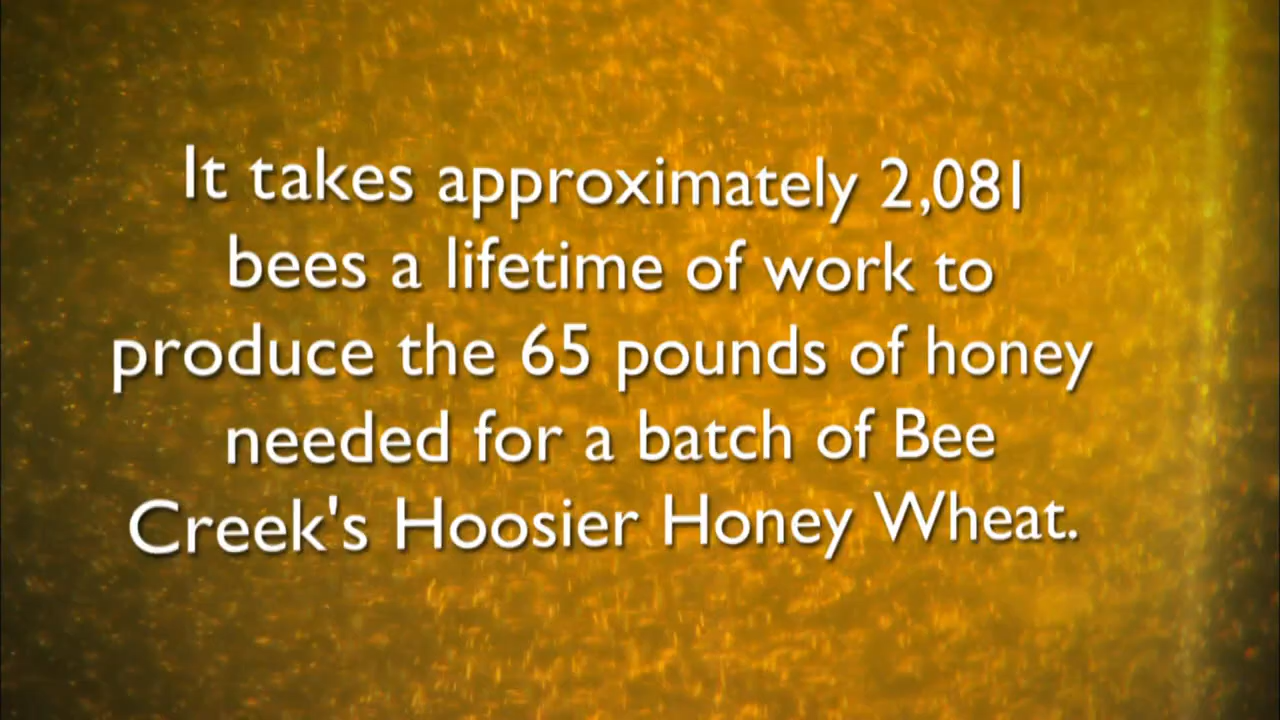 It takes approximately 2,081
bees a lifetime of work to
produce the 65 pounds of honey
needed for a batch of Bee
Creek's Hoosier Honey Wheat.